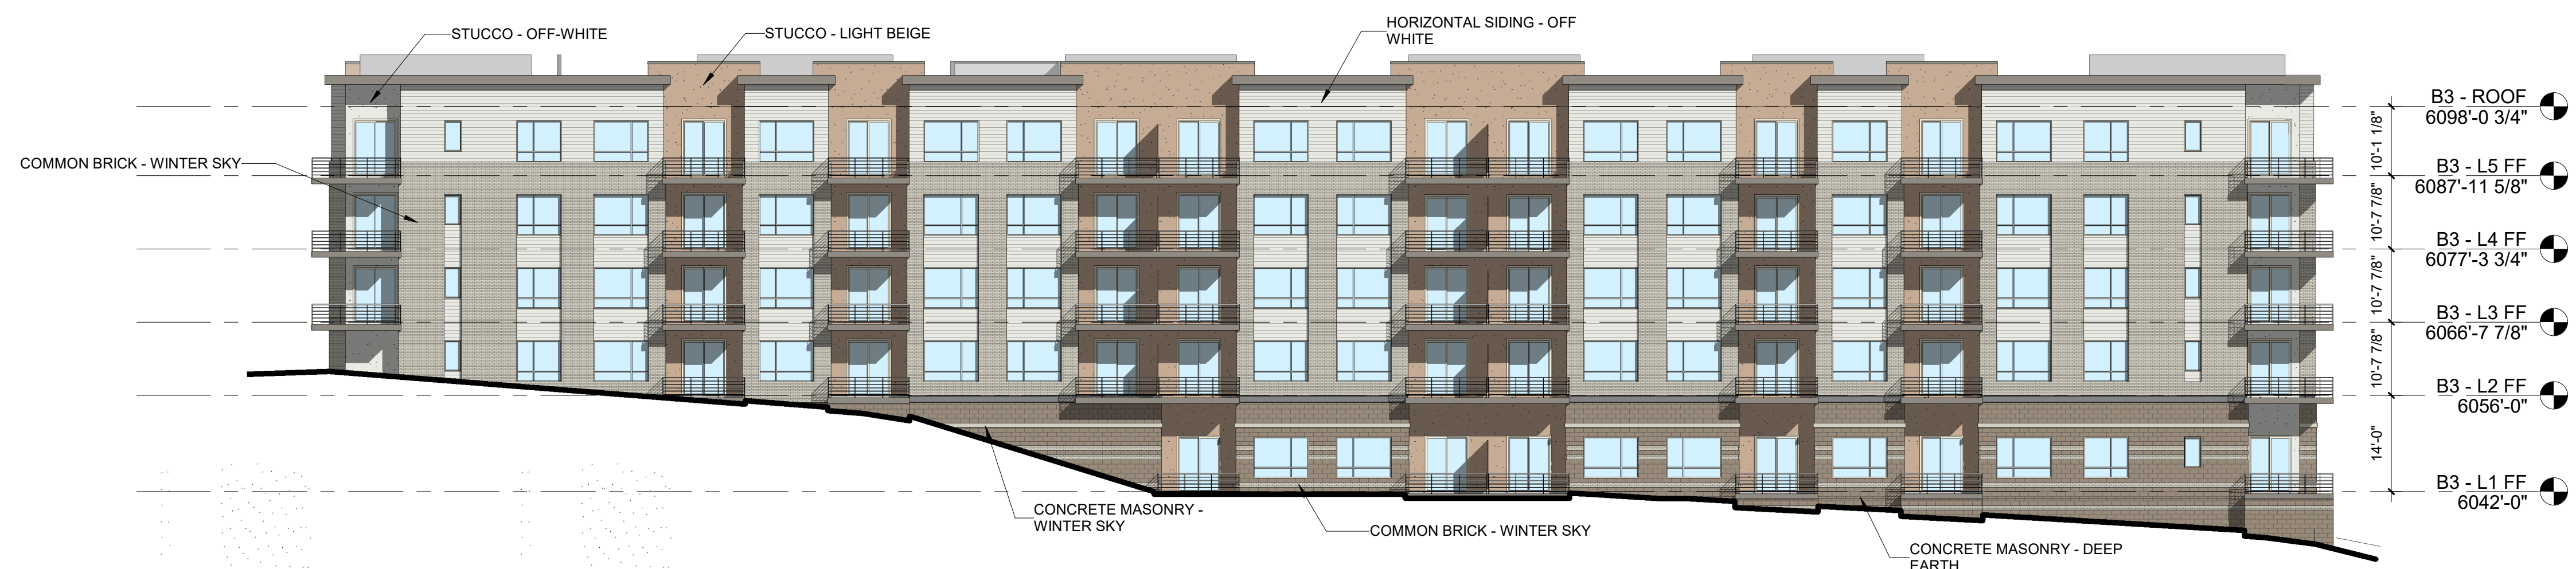 STUCCO - OFF-WHITE
STUCCO - LIGHT BEIGE
HORIZONTAL SIDING - OFF
WHITE
COMMON BRICK - WINTER SKY
B3 - ROOF
6098'-0 3/4"
10'-1 1/8"
B3 - L5 FF
6087'-11 5/8"
10'-7 7/8"
B3 - L4 FF
6077'-3 3/4"
10'-7 7/8"
B3 - L3 FF
6066'-7 7/8"
10'-7 7/8"
B3 - L2 FF
6056'-0"
14'-0"
B3 - L1 FF
6042'-0"
CONCRETE MASONRY -
WINTER SKY
COMMON BRICK - WINTER SKY
CONCRETE MASONRY - DEEP
EARTH